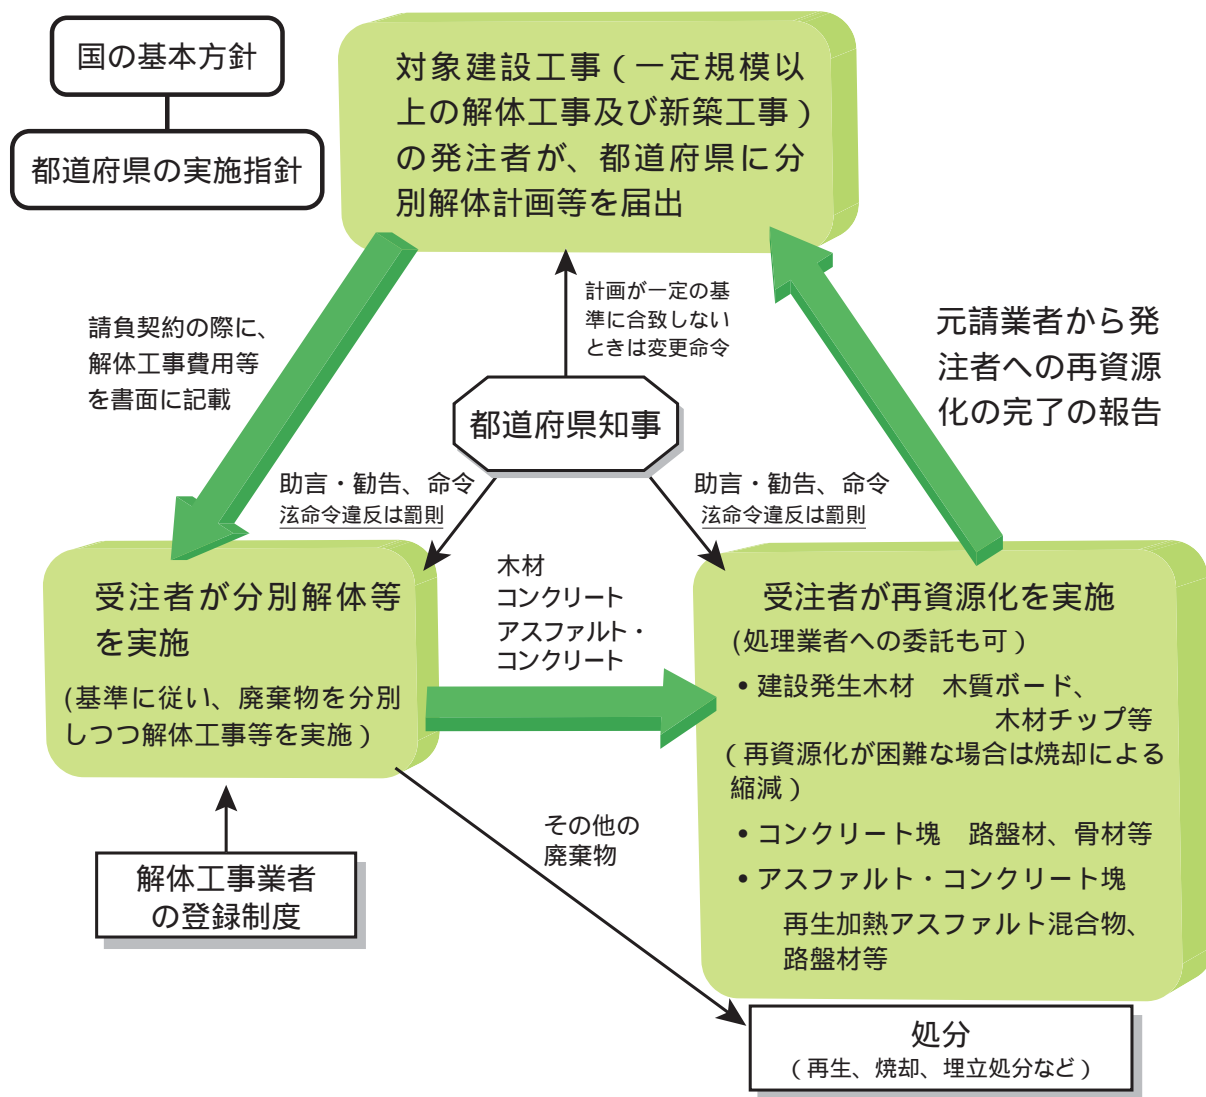 国の基本方針
都道府県の実施指針
対象建設工事（一定規模以
上の解体工事及び新築工事）
の発注者が、都道府県に分
別解体計画等を届出
請負契約の際に、
解体工事費用等
を書面に記載
計画が一定の基
準に合致しない
ときは変更命令
元請業者から発
注者への再資源
化の完了の報告
都道府県知事
助言・勧告、命令
泫命令違反は罰則
助言・勧告、命令
泫命令違反は罰則
受注者が分別解体等
を実施
(基準に従い、廃棄物を分別
しつつ解体工事等を実施）
木材
コンクリート
アスファルト・
コンクリート
受注者が再資源化を実施
(処理業者への委託も可）
•建設発生木材　木質ボード、
木材チップ等
（再資源化が困難な場合は焼却による
縮減）
•コンクリート塊　路盤材、骨材等
•アスファルト・コンクリート塊
再生加熱アスファルト混合物、
路盤材等
その他の
廃棄物
解体工事業者
の登録制度
処分
（再生、焼却、埋立処分など）